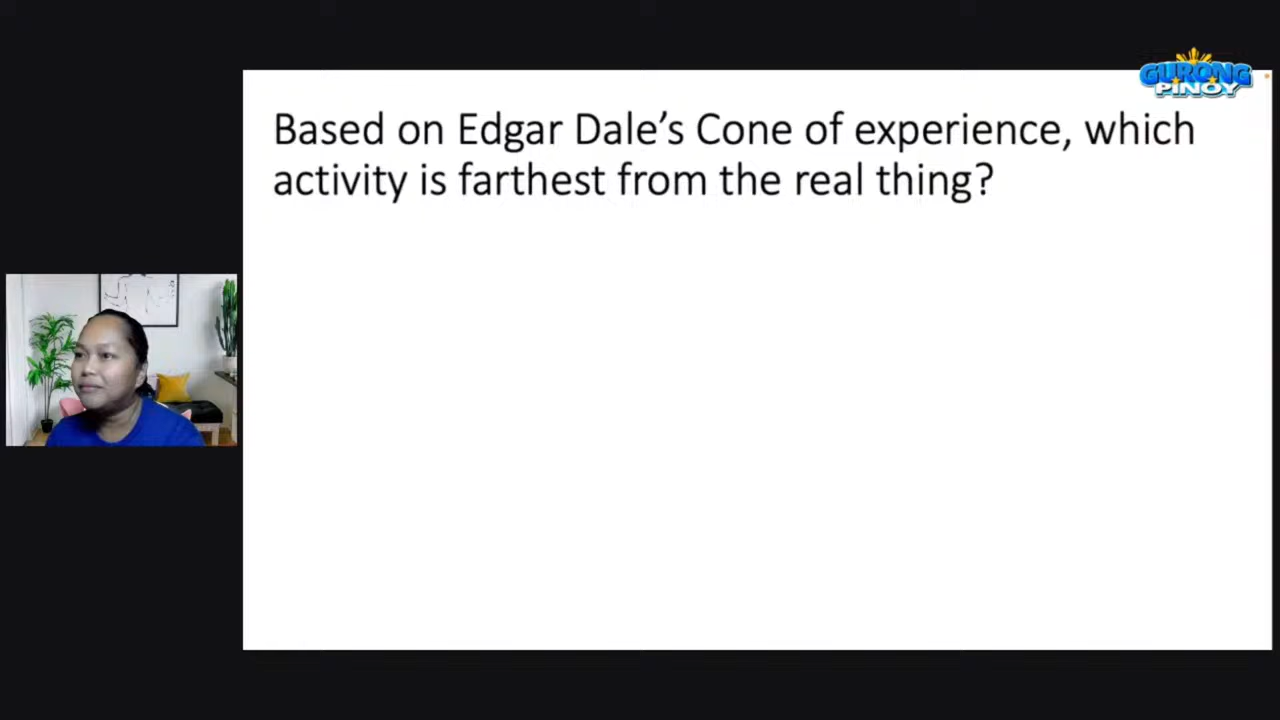 GURONG
PINOY
Based on Edgar Dale's Cone of experience, which
activity is farthest from the real thing?